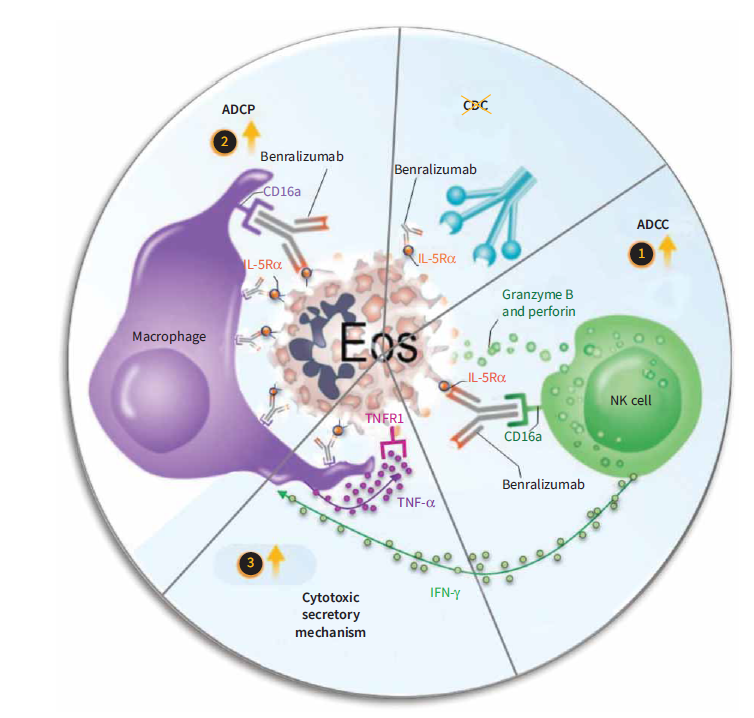 CDC
ADCP
2
Benralizumab
Benralizumab
CD16a
ADCC
1
IL-5Rα
IL-5Rα
Granzyme B
and perforin
Macrophage
Eos
IL-5Rα
NK cell
TNFR1
CD16a
Benralizumab
TNF-α
3
IFN-γ
Cytotoxic
secretory
mechanism